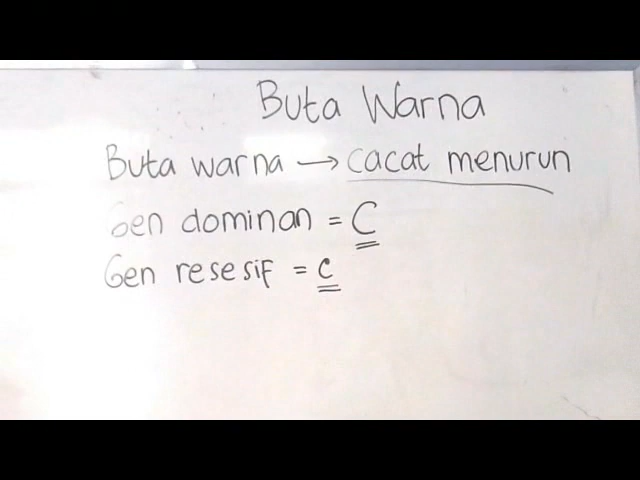 Buta Warna
Buta warna → cacat menurun
Gen dominan = C
Gen resesif = c